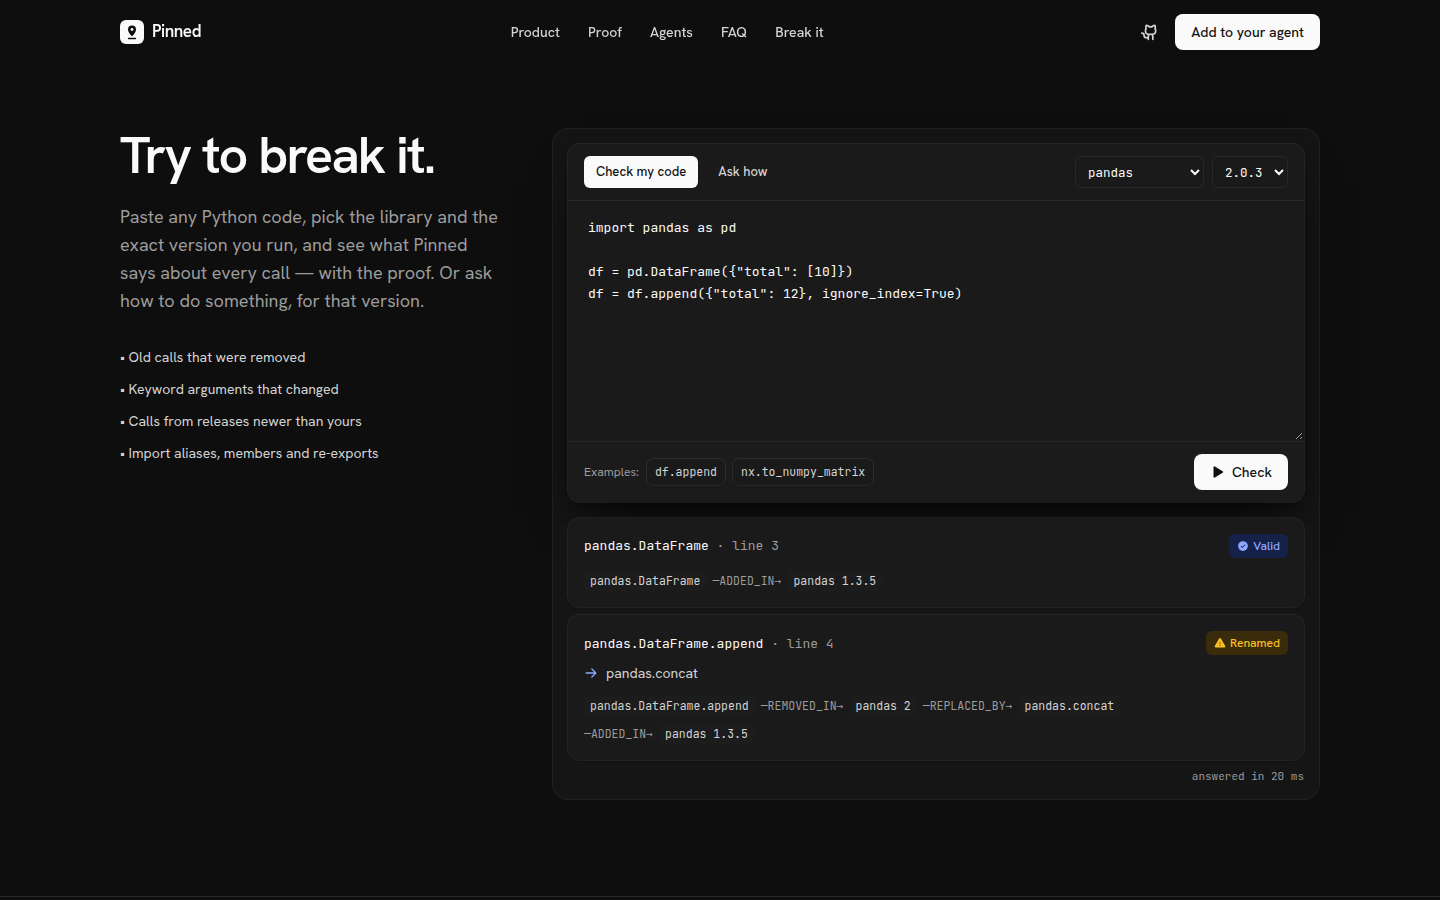 Pinned
Product Proof Agents FAQ Break it
Add to your agent
Try to break it.
Paste any Python code, pick the library and the
exact version you run, and see what Pinned
says about every call — with the proof. Or ask
how to do something, for that version.
▪ Old calls that were removed
▪ Keyword arguments that changed
▪ Calls from releases newer than yours
▪ Import aliases, members and re-exports
Check my code Ask how pandas 2.0.3
import pandas as pd
df = pd.DataFrame({"total": [10]})
df = df.append({"total": 12}, ignore_index=True)
Examples: df.append nx.to_numpy_matrix Check
pandas.DataFrame · line 3 Valid
pandas.DataFrame —ADDED_IN→ pandas 1.3.5
pandas.DataFrame.append · line 4 Renamed
→ pandas.concat
pandas.DataFrame.append —REMOVED_IN→ pandas 2 —REPLACED_BY→ pandas.concat
—ADDED_IN→ pandas 1.3.5
answered in 20 ms